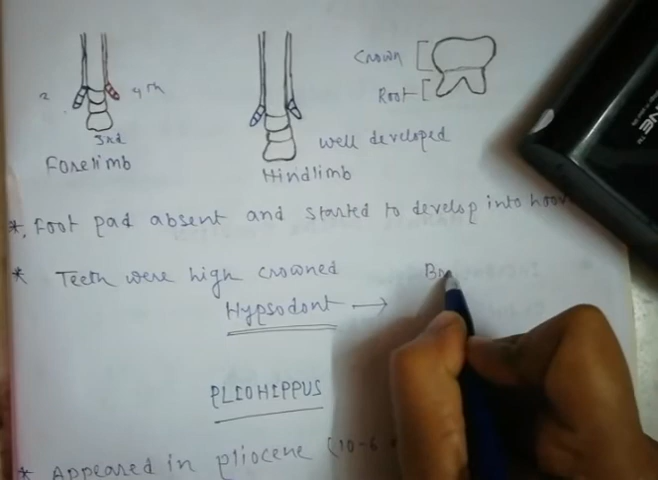 Crown
Root
2 4th
3rd
well developed
Forelimb
Hindlimb
*. Foot pad absent and started to develop into hoov
* Teeth were high crowned
Hypsodont → Br
PLIOHIPPUS
* Appeared in pliocene (10-6